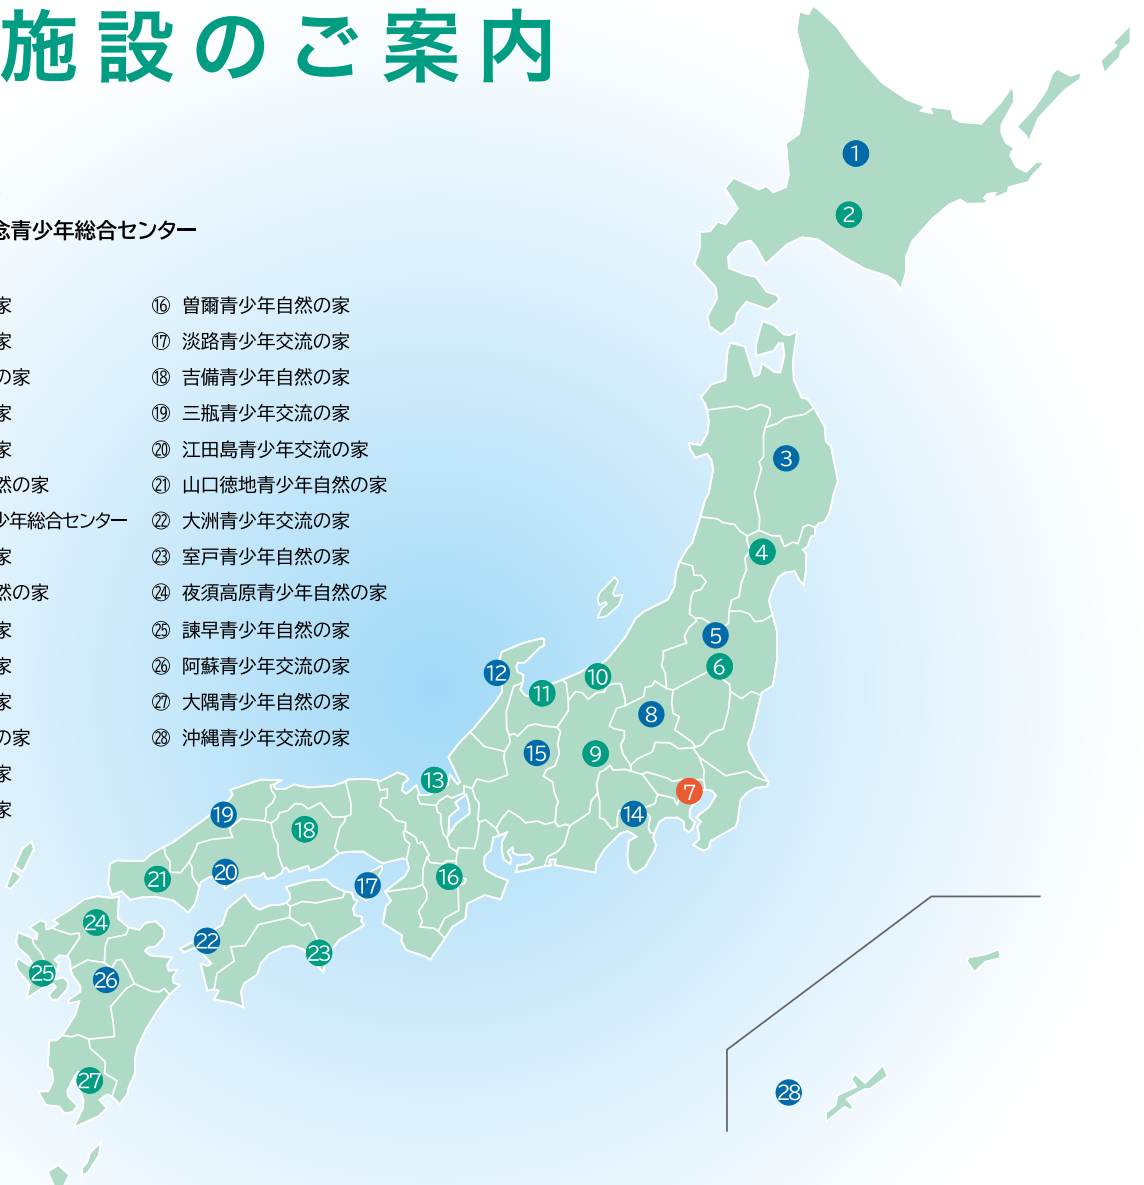 施設のご案内
念青少年総合センター
家
家
の家
家
家
然の家
少年総合センター
家
然の家
家
家
家
の家
家
家
⑯ 曽爾青少年自然の家
⑰ 淡路青少年交流の家
⑱ 吉備青少年自然の家
⑲ 三瓶青少年交流の家
⑳ 江田島青少年交流の家
㉑ 山口徳地青少年自然の家
㉒ 大洲青少年交流の家
㉓ 室戸青少年自然の家
㉔ 夜須高原青少年自然の家
㉕ 諫早青少年自然の家
㉖ 阿蘇青少年交流の家
㉗ 大隅青少年自然の家
㉘ 沖縄青少年交流の家
1
2
3
4
5
6
12
10
11
8
15
9
13
7
14
19
18
20
21
16
17
24
22
23
25
26
27
28